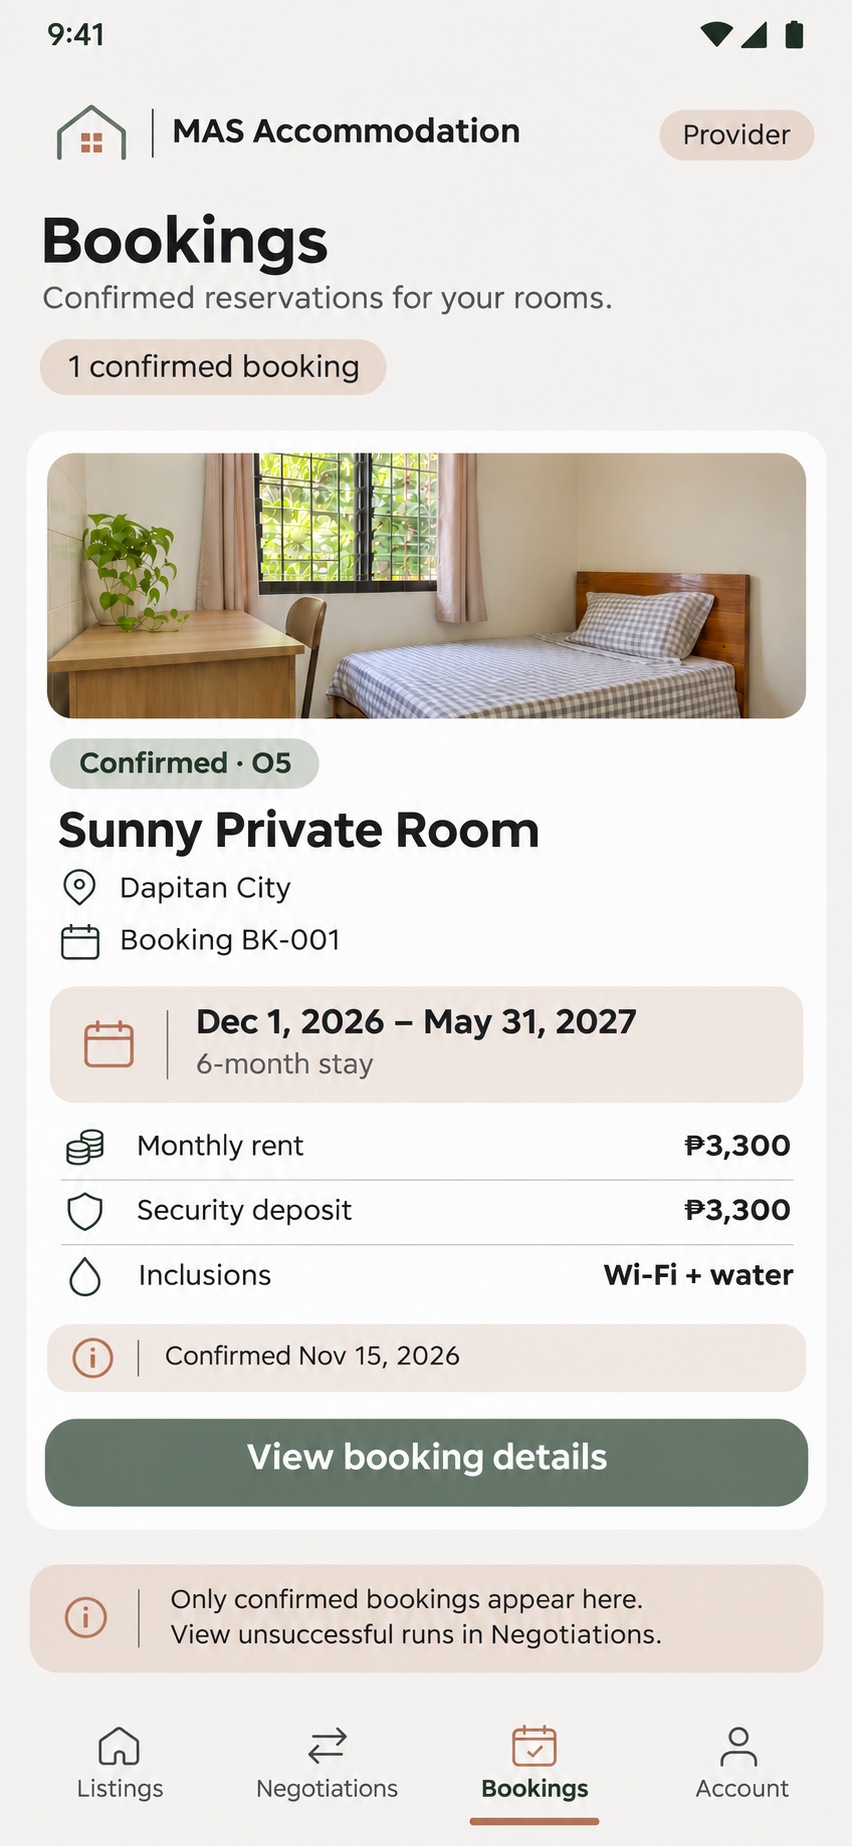 9:41
MAS Accommodation
Provider
Bookings
Confirmed reservations for your rooms.
1 confirmed booking
Confirmed · O5
Sunny Private Room
Dapitan City
Booking BK-001
Dec 1, 2026 – May 31, 2027
6-month stay
Monthly rent ₱3,300
Security deposit ₱3,300
Inclusions Wi-Fi + water
Confirmed Nov 15, 2026
View booking details
Only confirmed bookings appear here.
View unsuccessful runs in Negotiations.
Listings Negotiations Bookings Account